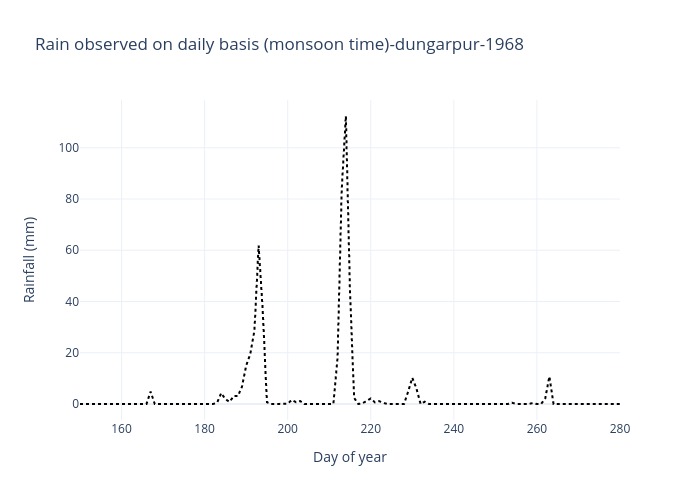 Rain observed on daily basis (monsoon time)-dungarpur-1968
Rainfall (mm)
100
80
60
40
20
0
160 180 200 220 240 260 280
Day of year